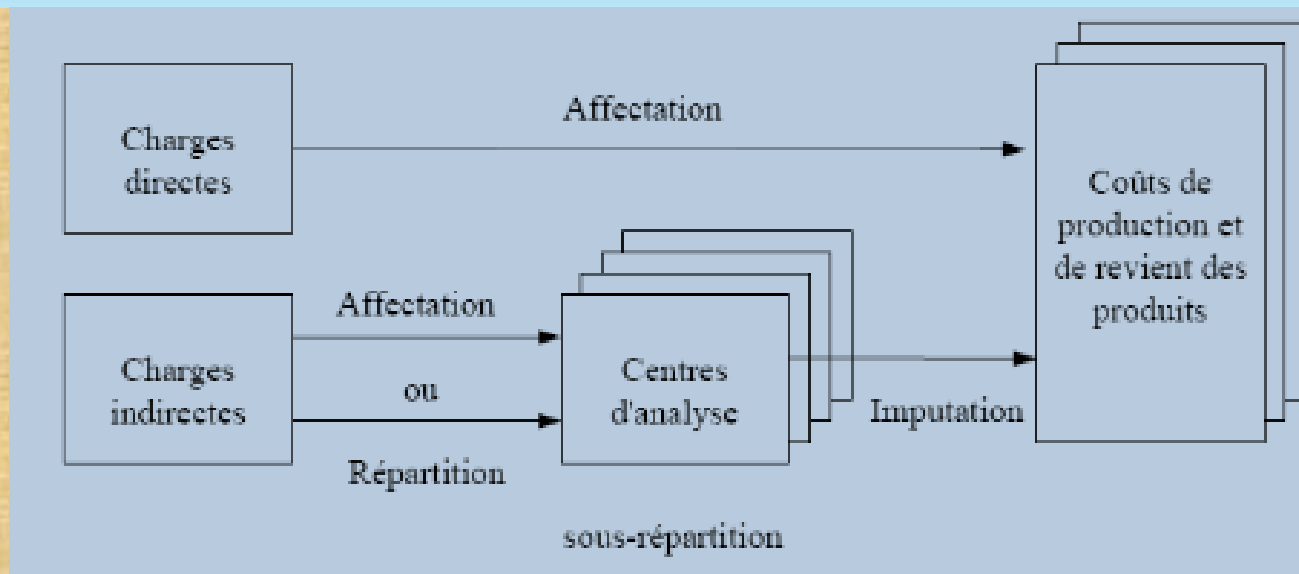 Affectation
Charges
directes
Coûts de
production et
de revient des
produits
Affectation
Charges
indirectes
ou
Centres
d'analyse
Imputation
Répartition
sous-répartition